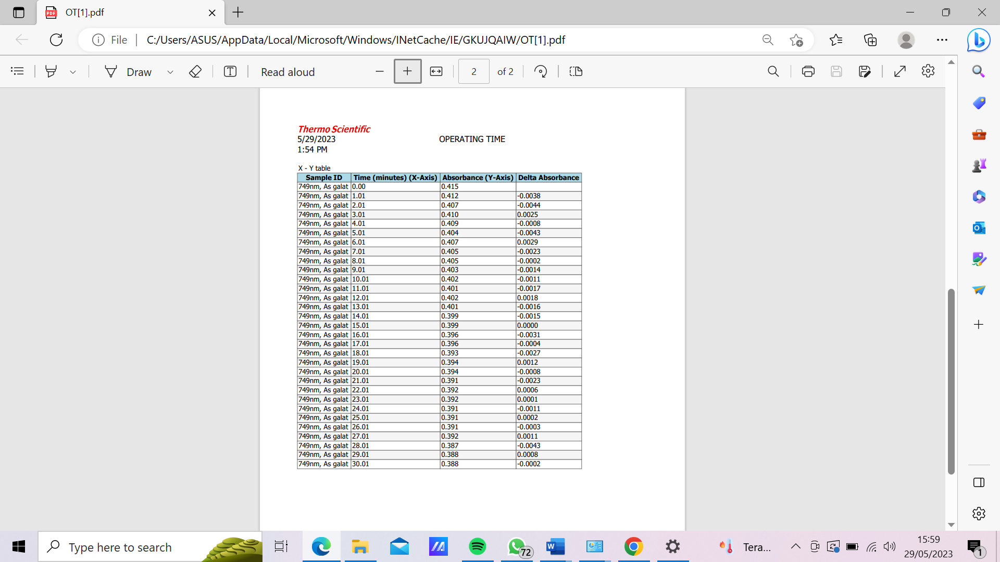 OT[1].pdf
File
C:/Users/ASUS/AppData/Local/Microsoft/Windows/INetCache/IE/GKUJQAIW/OT[1].pdf
Draw
Read aloud
2 of 2
Thermo Scientific
5/29/2023 OPERATING TIME
1:54 PM
X - Y table
Sample ID Time (minutes) (X-Axis) Absorbance (Y-Axis) Delta Absorbance
749nm, As galat 0.00 0.415
749nm, As galat 1.01 0.412 -0.0038
749nm, As galat 2.01 0.407 -0.0044
749nm, As galat 3.01 0.410 0.0025
749nm, As galat 4.01 0.409 -0.0008
749nm, As galat 5.01 0.404 -0.0043
749nm, As galat 6.01 0.407 0.0029
749nm, As galat 7.01 0.405 -0.0023
749nm, As galat 8.01 0.405 -0.0002
749nm, As galat 9.01 0.403 -0.0014
749nm, As galat 10.01 0.402 -0.0011
749nm, As galat 11.01 0.401 -0.0017
749nm, As galat 12.01 0.402 0.0018
749nm, As galat 13.01 0.401 -0.0016
749nm, As galat 14.01 0.399 -0.0015
749nm, As galat 15.01 0.399 0.0000
749nm, As galat 16.01 0.396 -0.0031
749nm, As galat 17.01 0.396 -0.0004
749nm, As galat 18.01 0.393 -0.0027
749nm, As galat 19.01 0.394 0.0012
749nm, As galat 20.01 0.394 -0.0008
749nm, As galat 21.01 0.391 -0.0023
749nm, As galat 22.01 0.392 0.0006
749nm, As galat 23.01 0.392 0.0001
749nm, As galat 24.01 0.391 -0.0011
749nm, As galat 25.01 0.391 0.0002
749nm, As galat 26.01 0.391 -0.0003
749nm, As galat 27.01 0.392 0.0011
749nm, As galat 28.01 0.387 -0.0043
749nm, As galat 29.01 0.388 0.0008
749nm, As galat 30.01 0.388 -0.0002
Type here to search
72
Tera...
15:59
29/05/2023
1